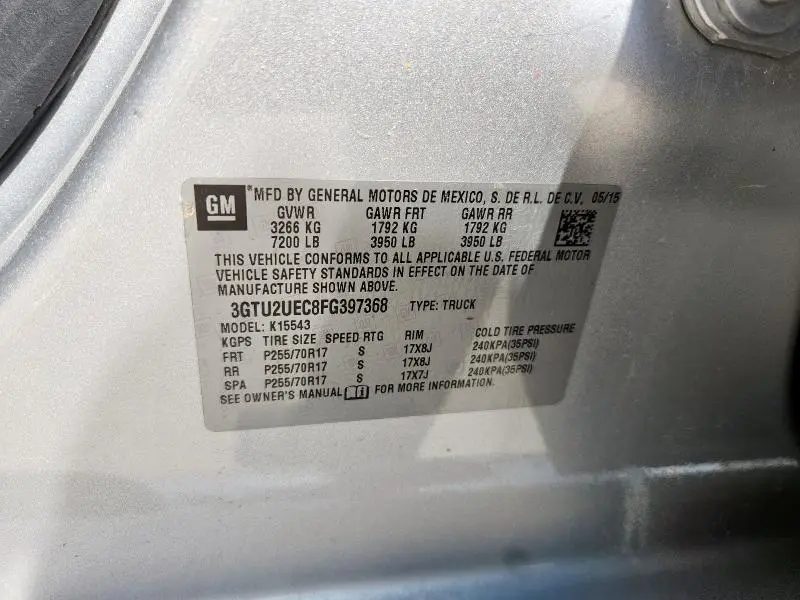 GM ®MFD BY GENERAL MOTORS DE MEXICO, S. DE R.L. DE C.V. 05/15
GVWR GAWR FRT GAWR RR
3266 KG 1792 KG 1792 KG
7200 LB 3950 LB 3950 LB
THIS VEHICLE CONFORMS TO ALL APPLICABLE U.S. FEDERAL MOTOR
VEHICLE SAFETY STANDARDS IN EFFECT ON THE DATE OF
MANUFACTURE SHOWN ABOVE.
3GTU2UEC8FG397368 TYPE: TRUCK
MODEL: K15543
KGPS TIRE SIZE SPEED RTG RIM COLD TIRE PRESSURE
FRT P255/70R17 S 17X8J 240KPA(35PSI)
RR P255/70R17 S 17X8J 240KPA(35PSI)
SPA P255/70R17 S 17X7J 240KPA(35PSI)
SEE OWNER'S MANUAL FOR MORE INFORMATION.